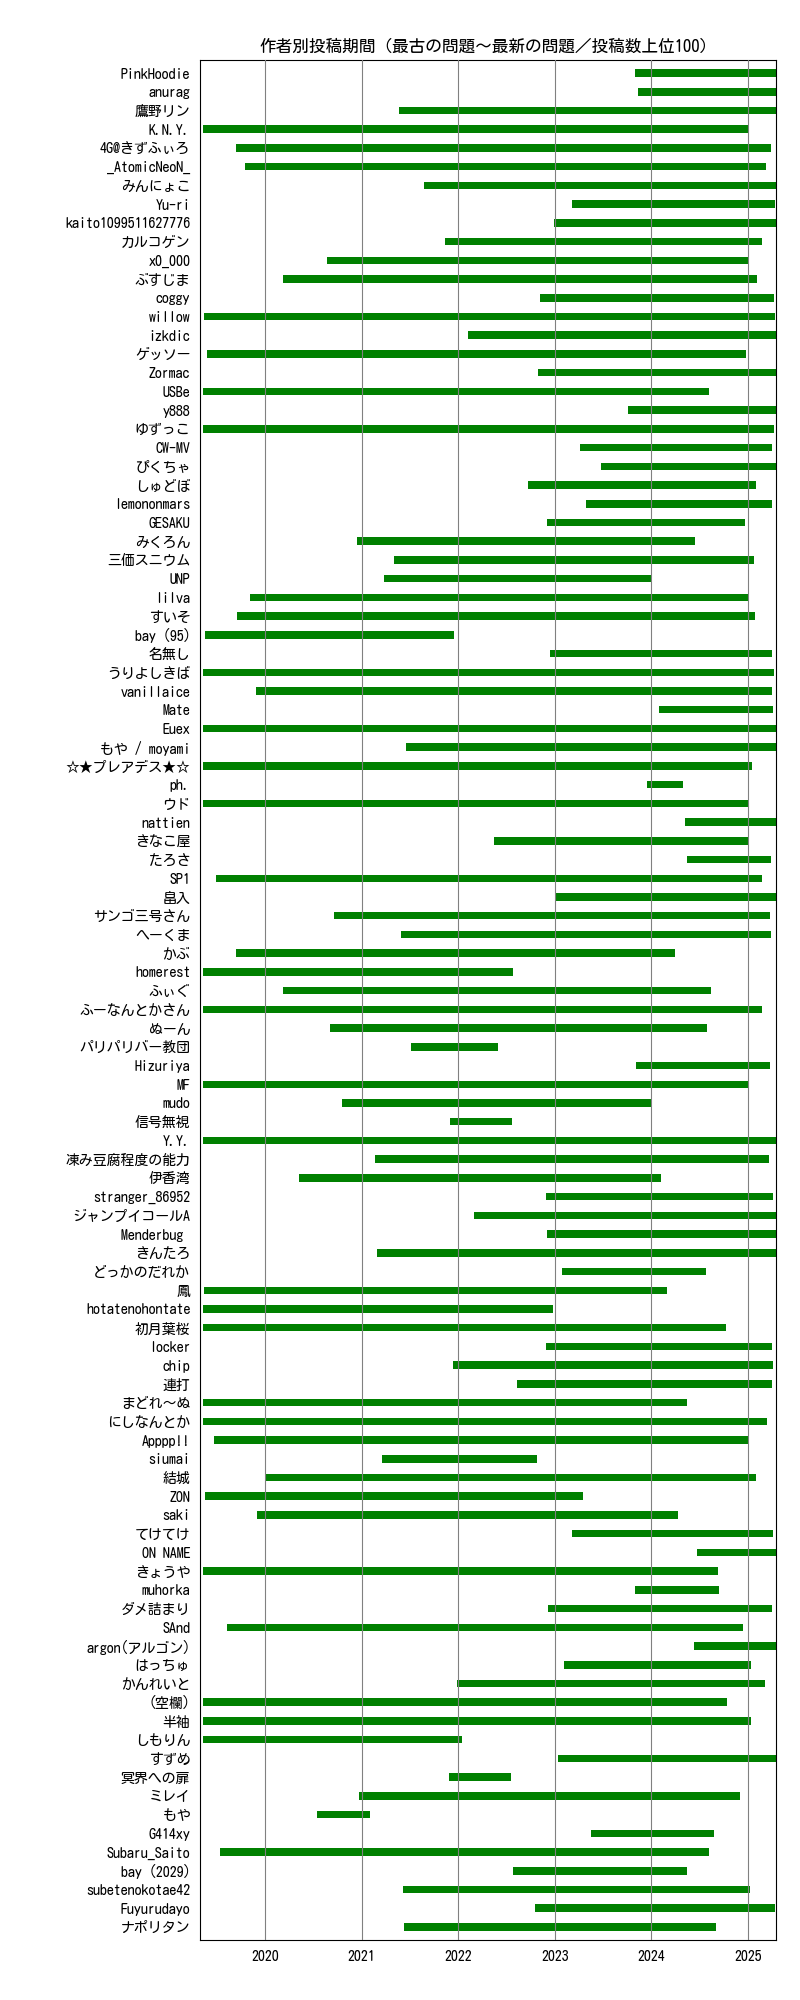 作者別投稿期間（最古の問題～最新の問題／投稿数上位100）
PinkHoodie
anurag
鷹野リン
K.N.Y.
4G@きずふぃろ
_AtomicNeoN_
みんにょこ
Yu-ri
kaito1099511627776
カルコゲン
x0_000
ぶすじま
coggy
willow
izkdic
ゲッソー
Zormac
USBe
y888
ゆずっこ
CW-MV
ぴくちゃ
しゅどぼ
lemononmars
GESAKU
みくろん
三価スニウム
UNP
lilva
すいそ
bay (95)
名無し
うりよしきば
vanillaice
Mate
Euex
もや / moyami
☆★プレアデス★☆
ph.
ウド
nattien
きなこ屋
たろさ
SP1
畠入
サンゴ三号さん
へーくま
かぶ
homerest
ふぃぐ
ふーなんとかさん
ぬーん
パリパリバー教団
Hizuriya
MF
mudo
信号無視
Y.Y.
凍み豆腐程度の能力
伊香湾
stranger_86952
ジャンプイコールA
Menderbug
きんたろ
どっかのだれか
鳳
hotatenohontate
初月葉桜
locker
chip
連打
まどれ～ぬ
にしなんとか
Appppll
siumai
結城
ZON
saki
てけてけ
ON NAME
きょうや
muhorka
ダメ詰まり
SAnd
argon(アルゴン)
はっちゅ
かんれいと
(空欄)
半袖
しもりん
すずめ
冥界への扉
ミレイ
もや
G414xy
Subaru_Saito
bay (2029)
subetenokotae42
Fuyurudayo
ナポリタン
2020 2021 2022 2023 2024 2025